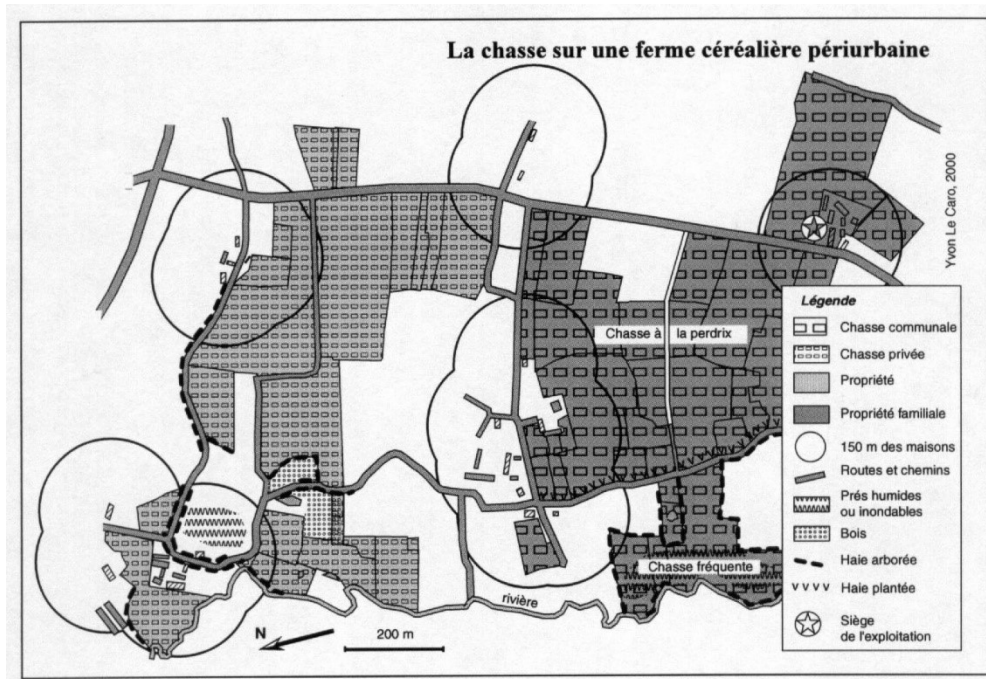 La chasse sur une ferme céréalière périurbaine
Yvon Le Caro, 2000
Chasse à la perdrix
Chasse fréquente
rivière
N
200 m
Légende
Chasse communale
Chasse privée
Propriété
Propriété familiale
150 m des maisons
Routes et chemins
Prés humides
ou inondables
Bois
Haie arborée
Haie plantée
Siège
de l'exploitation